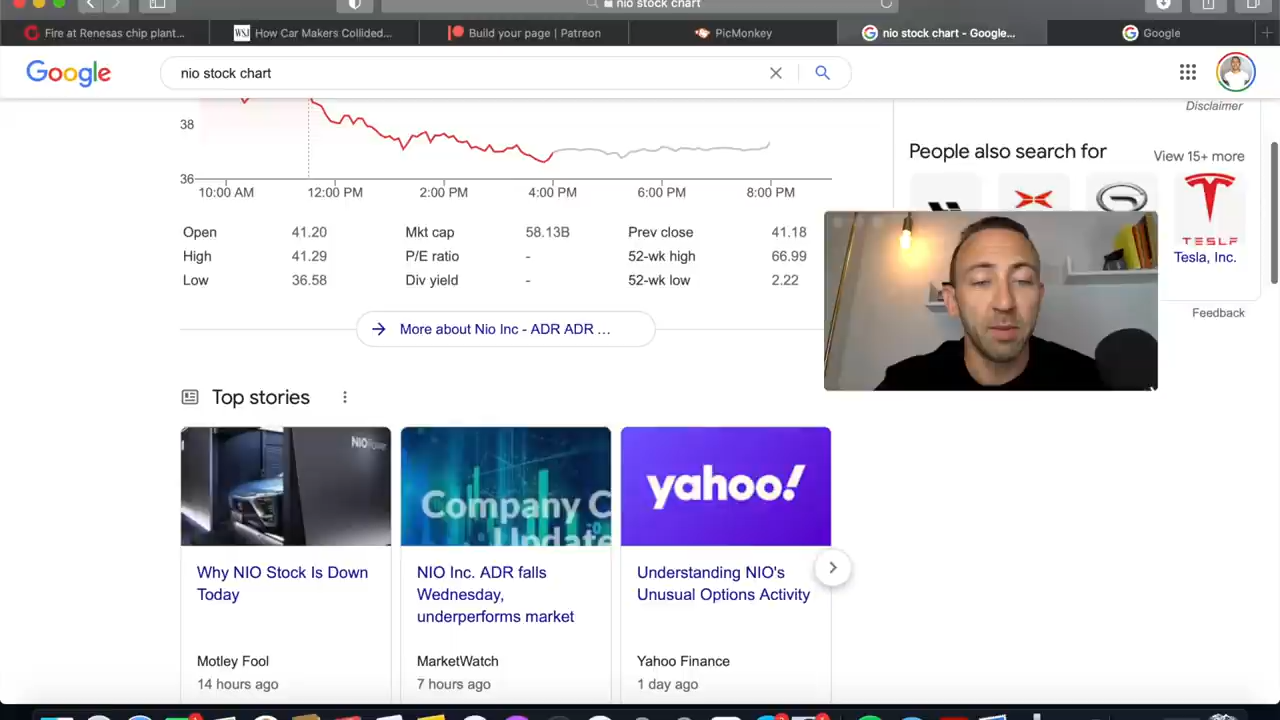 nio stock chart
Fire at Renesas chip plant...
WSJ
How Car Makers Collided...
Build your page | Patreon
PicMonkey
nio stock chart - Google...
Google
Google
nio stock chart
Disclaimer
38
36
10:00 AM
12:00 PM
2:00 PM
4:00 PM
6:00 PM
8:00 PM
People also search for
View 15+ more
TESLA
Tesla, Inc.
Feedback
Open 41.20 Mkt cap 58.13B Prev close 41.18
High 41.29 P/E ratio - 52-wk high 66.99
Low 36.58 Div yield - 52-wk low 2.22
More about Nio Inc - ADR ADR ...
Top stories
NIO
Why NIO Stock Is Down
Today
Motley Fool
14 hours ago
Company C
Update
NIO Inc. ADR falls
Wednesday,
underperforms market
MarketWatch
7 hours ago
yahoo!
Understanding NIO's
Unusual Options Activity
Yahoo Finance
1 day ago